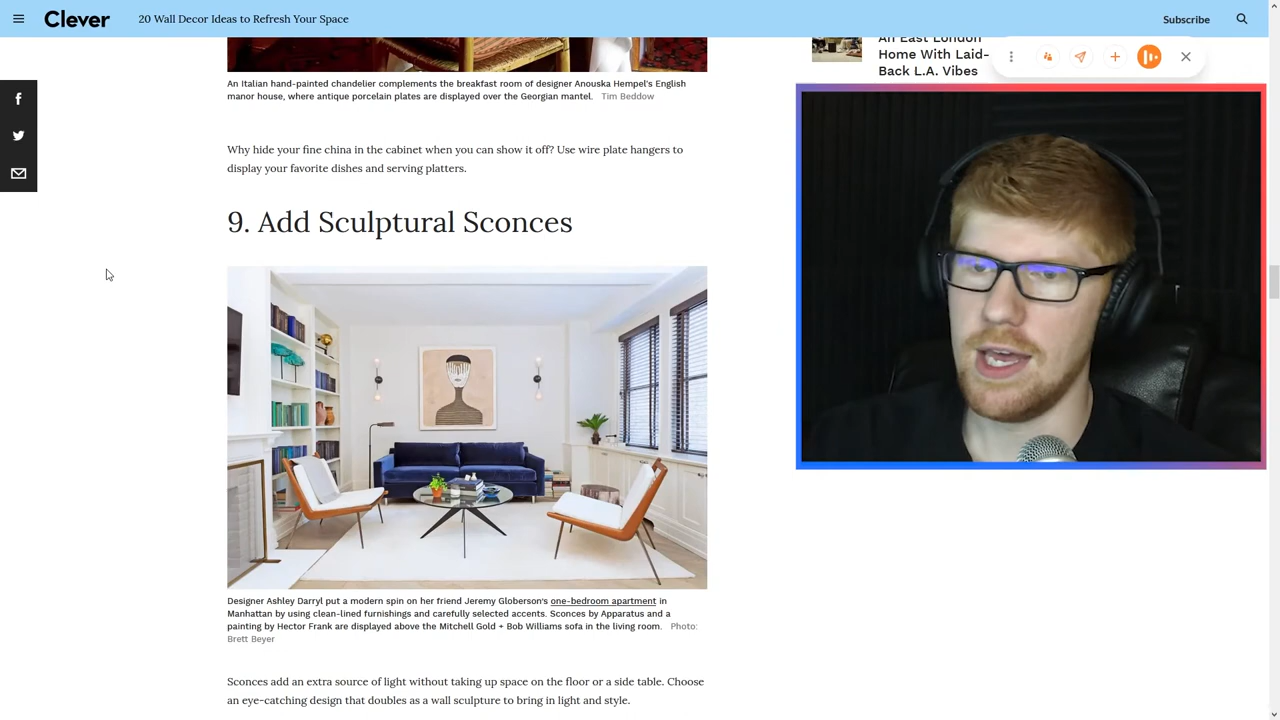 Clever
20 Wall Decor Ideas to Refresh Your Space
Subscribe
An East London
Home With Laid-
Back L.A. Vibes
An Italian hand-painted chandelier complements the breakfast room of designer Anouska Hempel's English
manor house, where antique porcelain plates are displayed over the Georgian mantel. Tim Beddow
Why hide your fine china in the cabinet when you can show it off? Use wire plate hangers to
display your favorite dishes and serving platters.
9. Add Sculptural Sconces
Designer Ashley Darryl put a modern spin on her friend Jeremy Globerson's one-bedroom apartment in
Manhattan by using clean-lined furnishings and carefully selected accents. Sconces by Apparatus and a
painting by Hector Frank are displayed above the Mitchell Gold + Bob Williams sofa in the living room. Photo:
Brett Beyer
Sconces add an extra source of light without taking up space on the floor or a side table. Choose
an eye-catching design that doubles as a wall sculpture to bring in light and style.